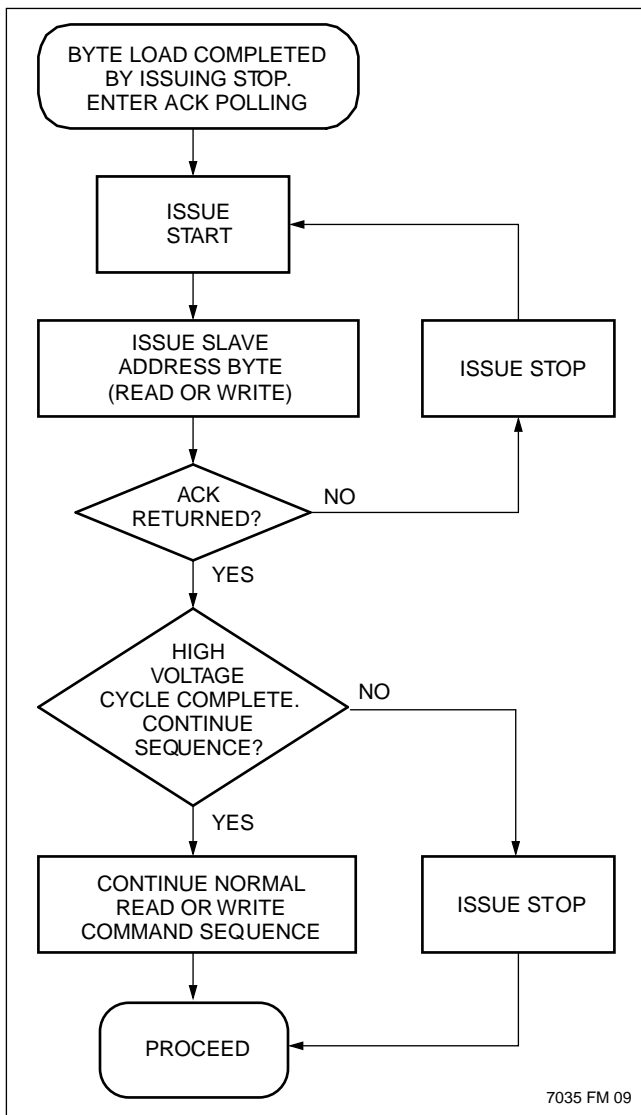 BYTE LOAD COMPLETED
BY ISSUING STOP.
ENTER ACK POLLING
ISSUE
START
ISSUE SLAVE
ADDRESS BYTE
(READ OR WRITE)
ISSUE STOP
ACK
RETURNED?
NO
YES
HIGH
VOLTAGE
CYCLE COMPLETE.
CONTINUE
SEQUENCE?
NO
YES
CONTINUE NORMAL
READ OR WRITE
COMMAND SEQUENCE
ISSUE STOP
PROCEED
7035 FM 09